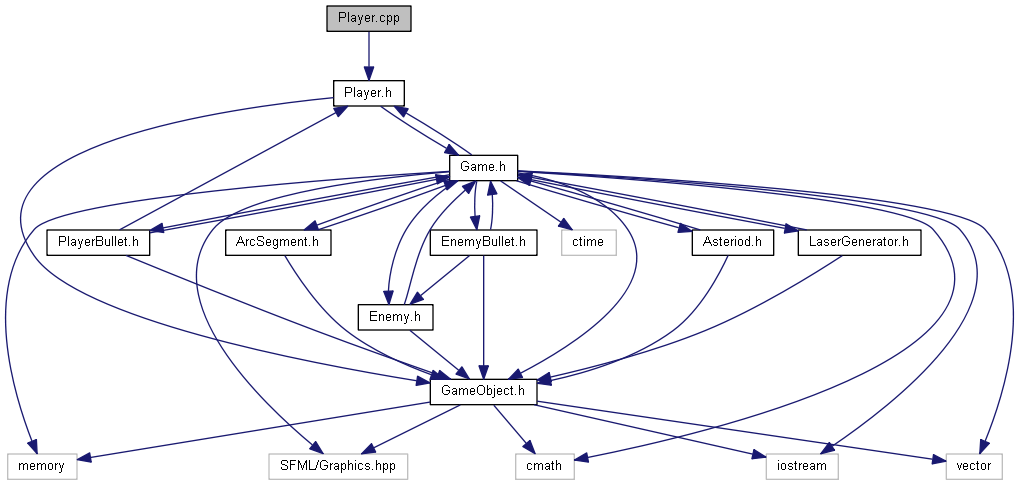 Player.cpp
Player.h
Game.h
PlayerBullet.h
ArcSegment.h
EnemyBullet.h
ctime
Asteriod.h
LaserGenerator.h
Enemy.h
GameObject.h
memory
SFML/Graphics.hpp
cmath
iostream
vector